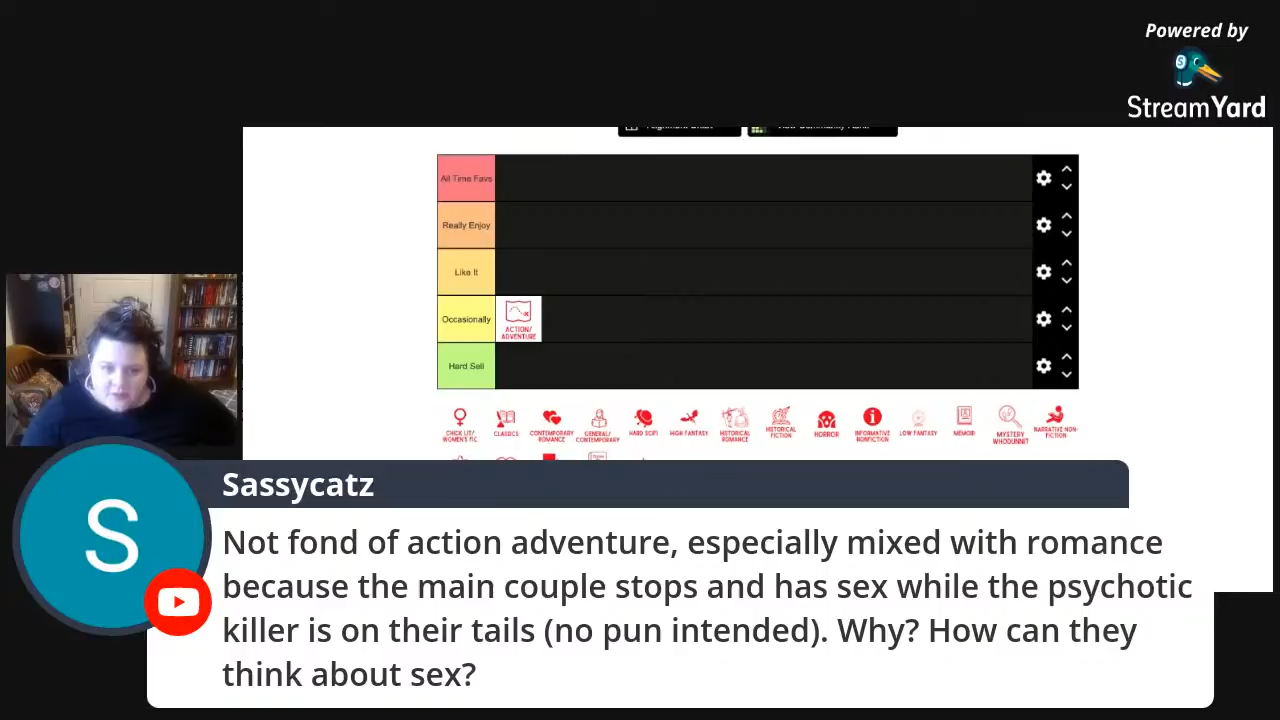 Powered by
StreamYard
All Time Favs
Really Enjoy
Like It
Occasionally
ACTION/
ADVENTURE
Hard Sell
CHICK LIT/
WOMEN'S FIC
CLASSICS
CONTEMPORARY
ROMANCE
GENERAL/
CONTEMPORARY
HARD SCIFI
HIGH FANTASY
HISTORICAL
ROMANCE
HISTORICAL
FICTION
HORROR
INFORMATIVE
NONFICTION
LOW FANTASY
MEMOIR
MYSTERY
WHODUNNIT
NARRATIVE NON-
FICTION
Sassycatz
S
Not fond of action adventure, especially mixed with romance
because the main couple stops and has sex while the psychotic
killer is on their tails (no pun intended). Why? How can they
think about sex?